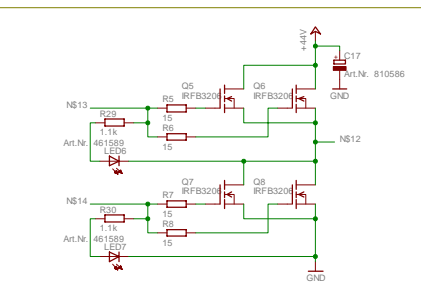 +44V
C17
+
Art.Nr. 810586
GND
Q5
IRFB3206
Q6
IRFB3206
N$13
R5
15
R29
1.1k
R6
15
Art.Nr. 461589
LED6
N$12
Q7
IRFB3206
Q8
IRFB3206
N$14
R7
15
R30
1.1k
R8
15
Art.Nr. 461589
LED7
GND